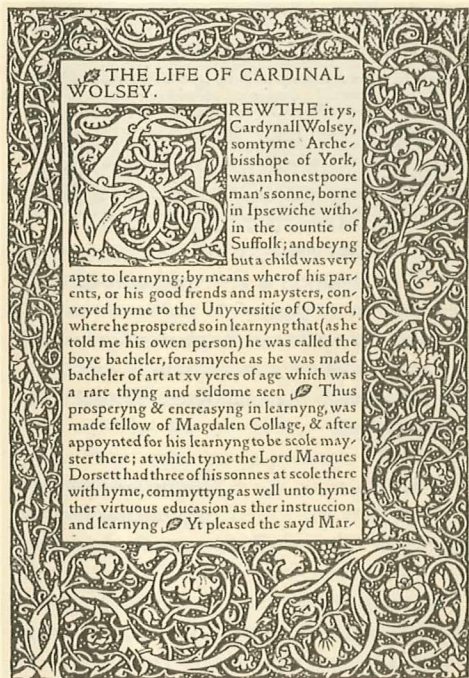 THE LIFE OF CARDINAL
WOLSEY.
TREWTHE it ys,
Cardynall Wolsey,
somtyme Arche-
bisshope of York,
was an honest poore
man's sonne, borne
in Ipsewiche with-
in the countie of
Suffolk; and beyng
but a child was very
apte to learnyng; by means wherof his par-
ents, or his good frends and maysters, con-
veyed hyme to the Unyversitie of Oxford,
where he prospered so in learnyng that (as he
told me his owen person) he was called the
boye bacheler, forasmyche as he was made
bacheler of art at xv yeres of age which was
a rare thyng and seldome seen Thus
prosperyng & encreasyng in learnyng, was
made fellow of Magdalen Collage, & after
appoynted for his learnyng to be scole may-
ster there; at which tyme the Lord Marques
Dorsett had three of his sonnes at scole there
with hyme, commyttyng as well unto hyme
ther virtuous educasion as ther instruccion
and learnyng Yt pleased the sayd Mar-